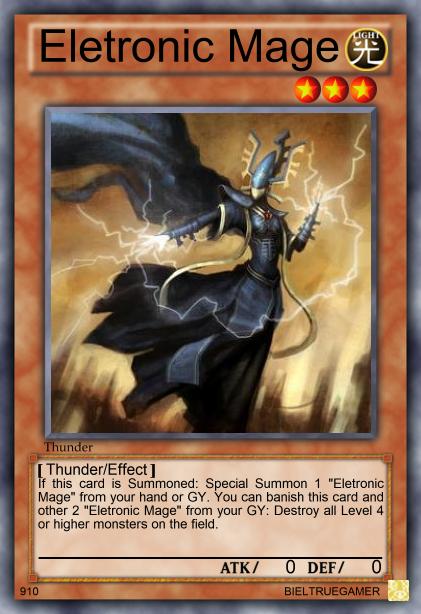 Eletronic Mage
LIGHT
光
Thunder
[ Thunder/Effect ]
If this card is Summoned: Special Summon 1 "Eletronic
Mage" from your hand or GY. You can banish this card and
other 2 "Eletronic Mage" from your GY: Destroy all Level 4
or higher monsters on the field.
ATK/ 0 DEF/ 0
910 BIELTRUEGAMER